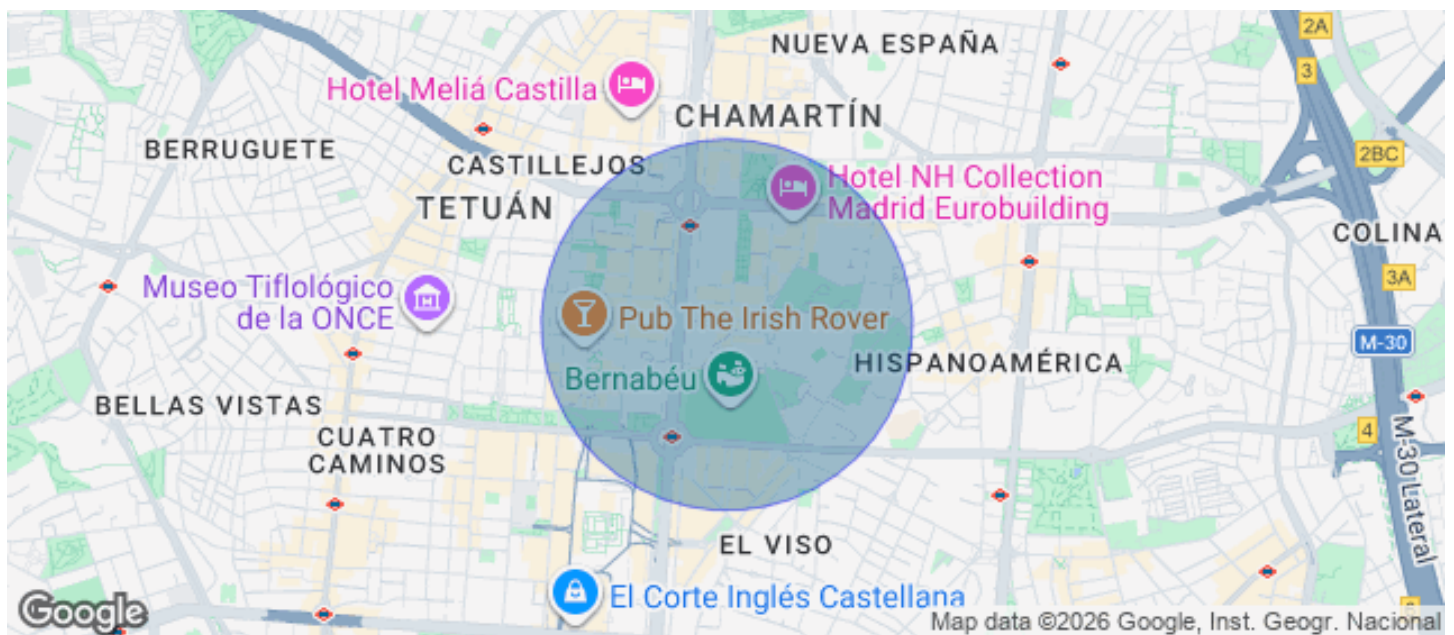 2A
NUEVA ESPAÑA
3
Hotel Meliá Castilla
CHAMARTÍN
BERRUGUETE
2BC
CASTILLEJOS
Hotel NH Collection
Madrid Eurobuilding
TETUÁN
COLINA
3A
Museo Tiflológico
de la ONCE
Pub The Irish Rover
M-30
HISPANOAMÉRICA
Bernabéu
BELLAS VISTAS
4
CUATRO
CAMINOS
M-30 Lateral
EL VISO
El Corte Inglés Castellana
Google
Map data ©2026 Google, Inst. Geogr. Nacional